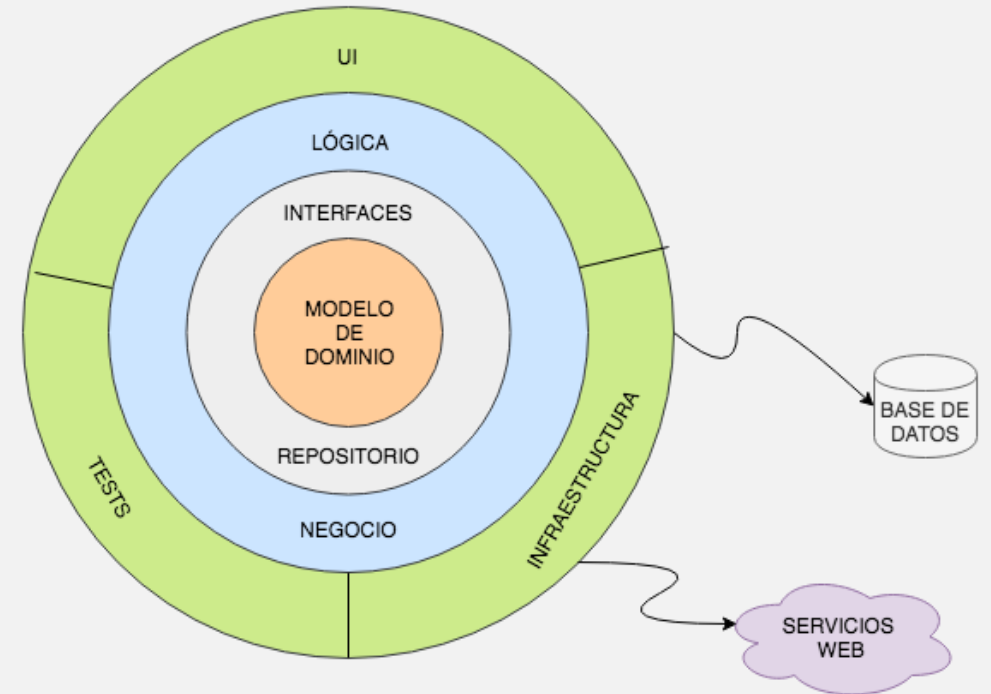 UI
LÓGICA
INTERFACES
MODELO
DE
DOMINIO
REPOSITORIO
NEGOCIO
TESTS
INFRAESTRUCTURA
BASE DE
DATOS
SERVICIOS
WEB